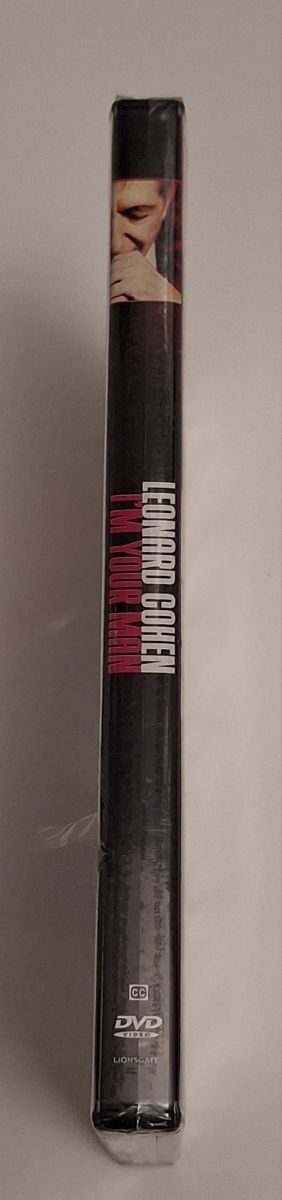 LEONARD COHEN
I'M YOUR MAN
CC
DVD
VIDEO
LIONSGATE